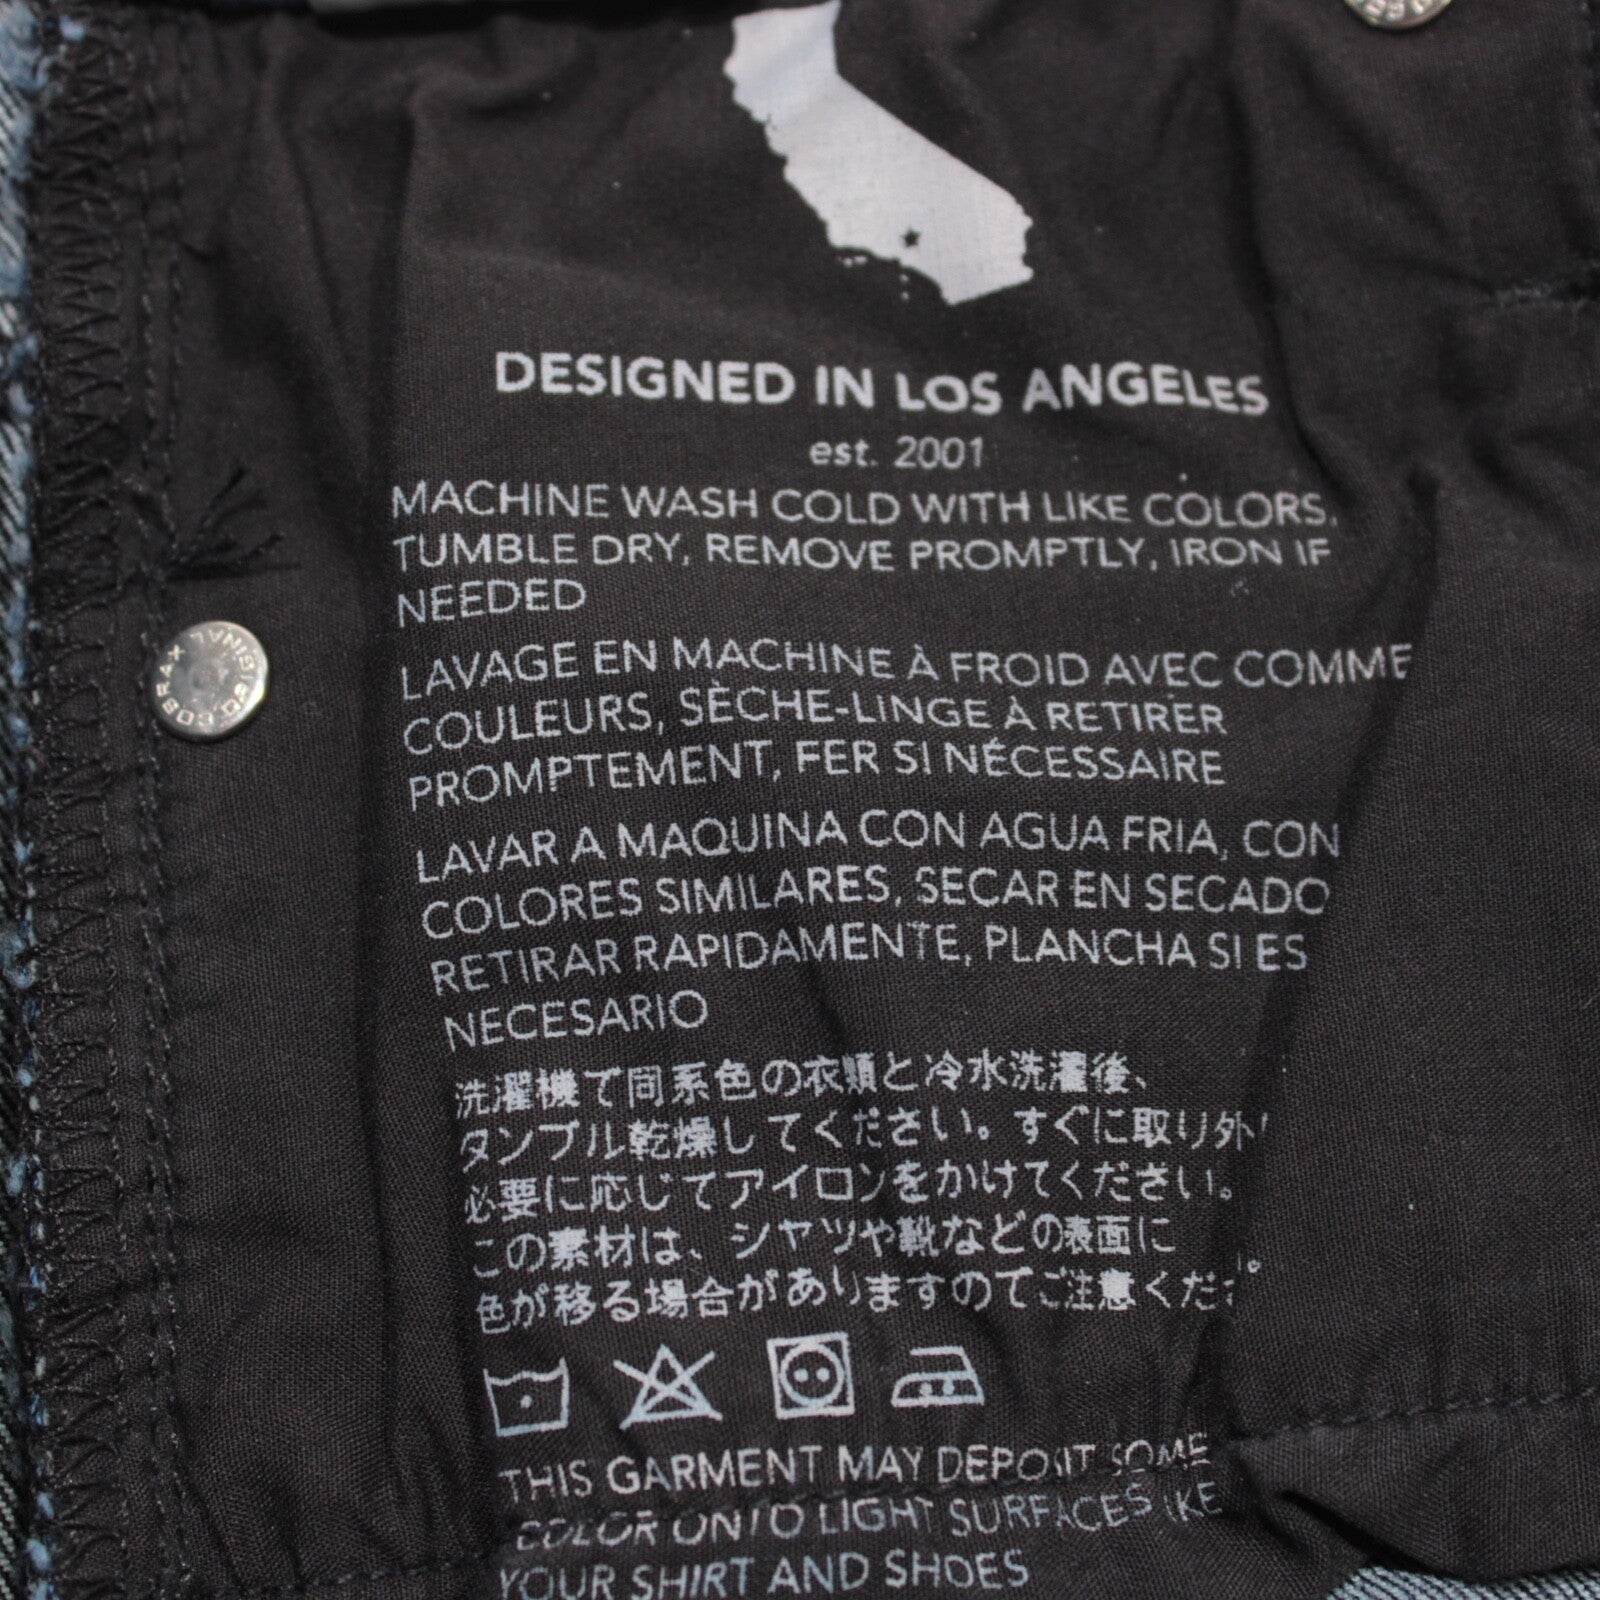 DESIGNED IN LOS ANGELES
est. 2001
MACHINE WASH COLD WITH LIKE COLORS,
TUMBLE DRY, REMOVE PROMPTLY, IRON IF
NEEDED
LAVAGE EN MACHINE À FROID AVEC COMME
COULEURS, SÈCHE-LINGE À RETIRER
PROMPTEMENT, FER SI NÉCESSAIRE
LAVAR A MAQUINA CON AGUA FRIA, CON
COLORES SIMILARES, SECAR EN SECADO
RETIRAR RAPIDAMENTE, PLANCHA SI ES
NECESARIO
洗濯機で同系色の衣類と冷水洗濯後、
タンブル乾燥してください。すぐに取り外し
必要に応じてアイロンをかけてください。
この素材は、シャツや靴などの表面に
色が移る場合がありますのでご注意くださ
THIS GARMENT MAY DEPOSIT SOME
COLOR ONTO LIGHT SURFACES
YOUR SHIRT AND SHOES
COBRAX ORIGINAL